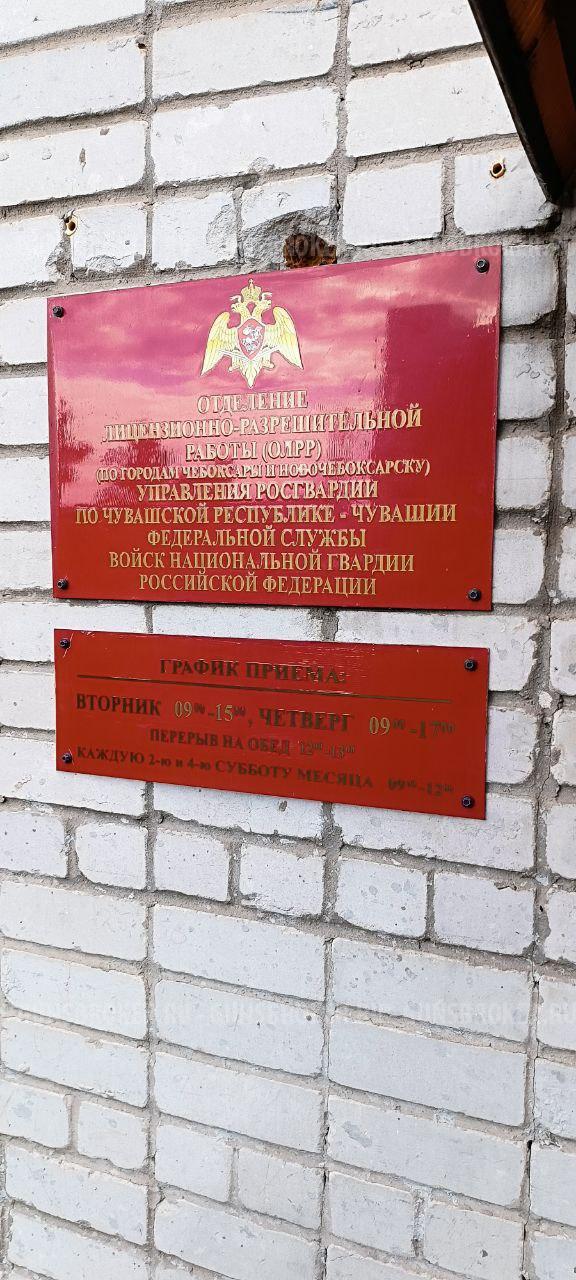 ОТДЕЛЕНИЕ
ЛИЦЕНЗИОННО-РАЗРЕШИТЕЛЬНОЙ
РАБОТЫ (ОЛРР)
(ПО ГОРОДАМ ЧЕБОКСАРЫ И НОВОЧЕБОКСАРСКУ)
УПРАВЛЕНИЯ РОСГВАРДИИ
ПО ЧУВАШСКОЙ РЕСПУБЛИКЕ - ЧУВАШИИ
ФЕДЕРАЛЬНОЙ СЛУЖБЫ
ВОЙСК НАЦИОНАЛЬНОЙ ГВАРДИИ
РОССИЙСКОЙ ФЕДЕРАЦИИ
ГРАФИК ПРИЕМА:
ВТОРНИК 09⁰⁰-15⁰⁰, ЧЕТВЕРГ 09⁰⁰-17⁰⁰
ПЕРЕРЫВ НА ОБЕД 12⁰⁰-13⁰⁰
КАЖДУЮ 2-ю и 4-ю СУББОТУ МЕСЯЦА 09⁰⁰-12⁰⁰